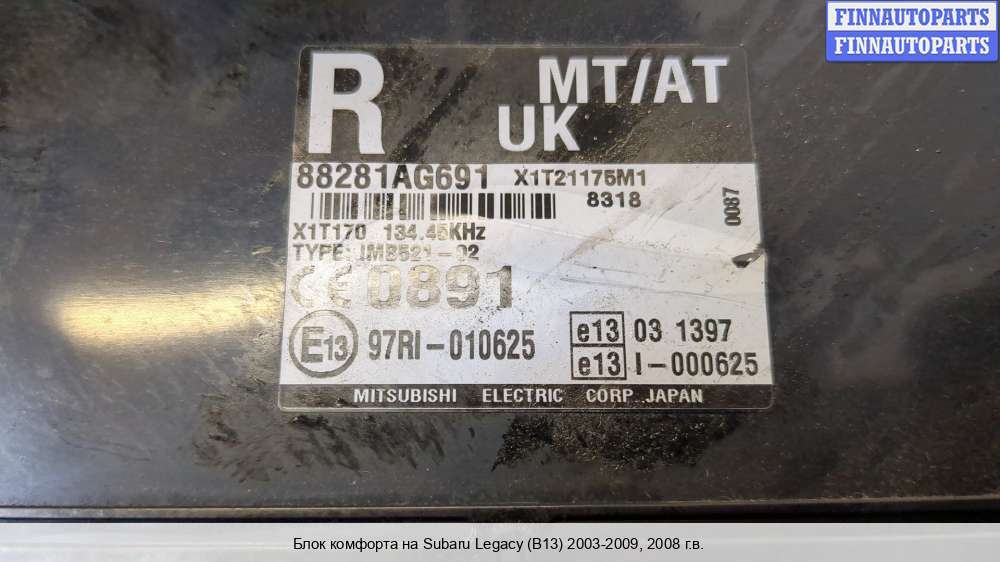 FINNAUTOPARTS
FINNAUTOPARTS
R MT/AT
UK
88281AG691 X1T21175M1
8318
0087
X1T170 134.45KHz
TYPE: IMB521-02
CE 0891
E13 97RI-010625
e13 03 1397
e13 I-000625
MITSUBISHI ELECTRIC CORP. JAPAN
Блок комфорта на Subaru Legacy (B13) 2003-2009, 2008 г.в.